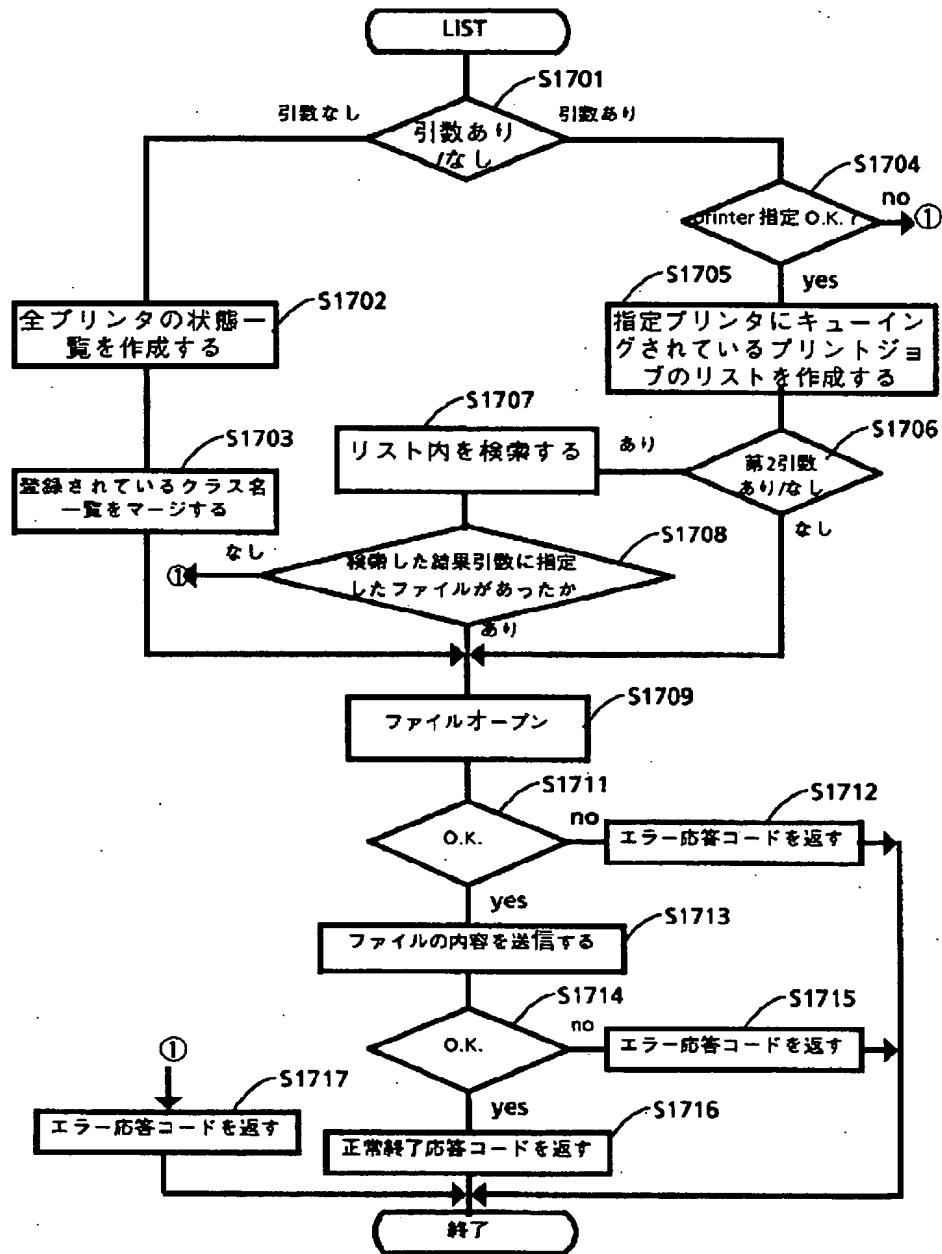 LIST
S1701
引数なし
引数あり
引数あり
/なし
S1704
printer 指定 O.K. ?
no
①
yes
S1702
全プリンタの状態一
覧を作成する
S1705
指定プリンタにキューイン
グされているプリントジョ
ブのリストを作成する
S1707
リスト内を検索する
あり
S1706
第2引数
あり/なし
なし
S1703
登録されているクラス名
一覧をマージする
なし
①
S1708
検索した結果引数に指定
したファイルがあったか
あり
S1709
ファイルオープン
S1711
O.K.
no
S1712
エラー応答コードを返す
yes
S1713
ファイルの内容を送信する
S1714
O.K.
no
S1715
エラー応答コードを返す
yes
①
S1717
エラー応答コードを返す
S1716
正常終了応答コードを返す
終了